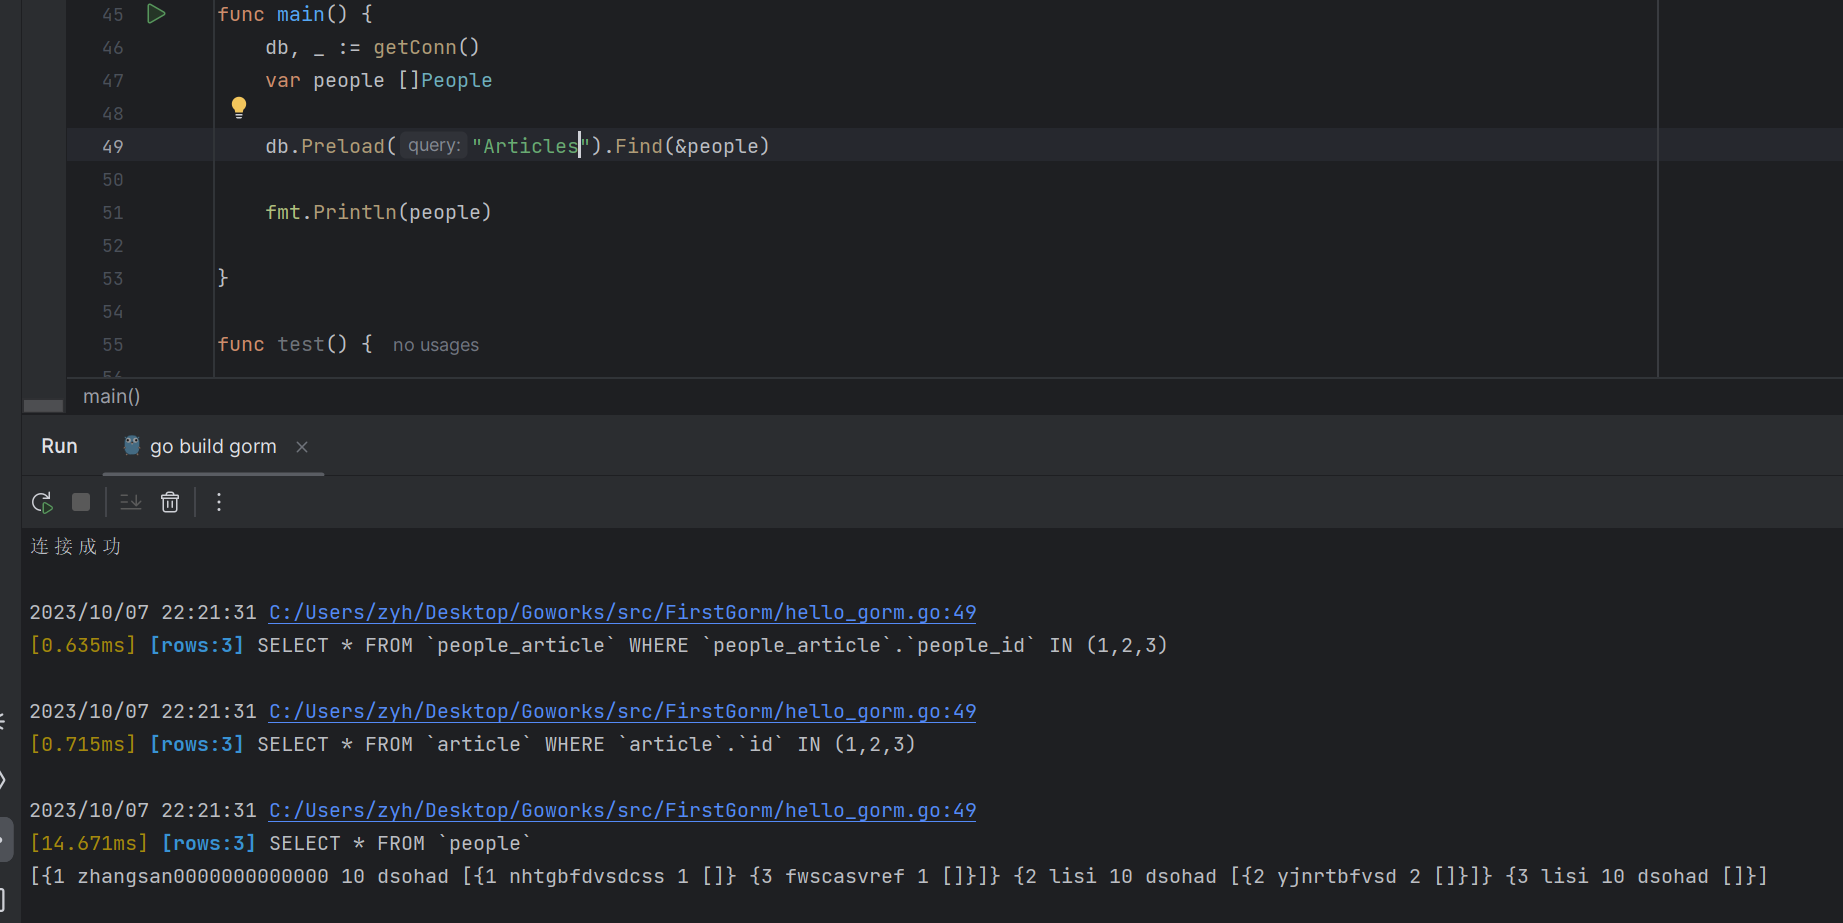 45 func main() {
46 db, _ := getConn()
47 var people []People
48
49 db.Preload( query: "Articles").Find(&people)
50
51 fmt.Println(people)
52
53 }
54
55 func test() { no usages
56
main()
Run go build gorm
连接成功
2023/10/07 22:21:31 C:/Users/zyh/Desktop/Goworks/src/FirstGorm/hello_gorm.go:49
[0.635ms] [rows:3] SELECT * FROM `people_article` WHERE `people_article`.`people_id` IN (1,2,3)
2023/10/07 22:21:31 C:/Users/zyh/Desktop/Goworks/src/FirstGorm/hello_gorm.go:49
[0.715ms] [rows:3] SELECT * FROM `article` WHERE `article`.`id` IN (1,2,3)
2023/10/07 22:21:31 C:/Users/zyh/Desktop/Goworks/src/FirstGorm/hello_gorm.go:49
[14.671ms] [rows:3] SELECT * FROM `people`
[{1 zhangsan0000000000000 10 dsohad [{1 nhtgbfdvsdcss 1 []} {3 fwscasvref 1 []}]} {2 lisi 10 dsohad [{2 yjnrtbfvsd 2 []}]} {3 lisi 10 dsohad []}]